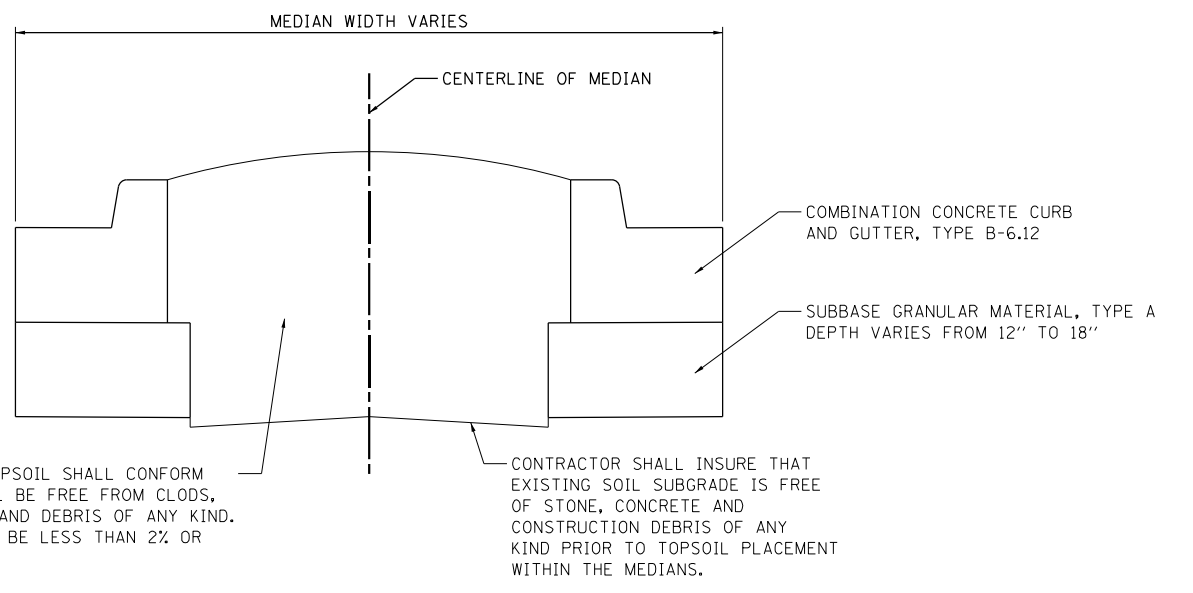 MEDIAN WIDTH VARIES
CENTERLINE OF MEDIAN
COMBINATION CONCRETE CURB
AND GUTTER, TYPE B-6.12
SUBBASE GRANULAR MATERIAL, TYPE A
DEPTH VARIES FROM 12'' TO 18''
PSOIL SHALL CONFORM
BE FREE FROM CLODS,
AND DEBRIS OF ANY KIND.
BE LESS THAN 2% OR
CONTRACTOR SHALL INSURE THAT
EXISTING SOIL SUBGRADE IS FREE
OF STONE, CONCRETE AND
CONSTRUCTION DEBRIS OF ANY
KIND PRIOR TO TOPSOIL PLACEMENT
WITHIN THE MEDIANS.